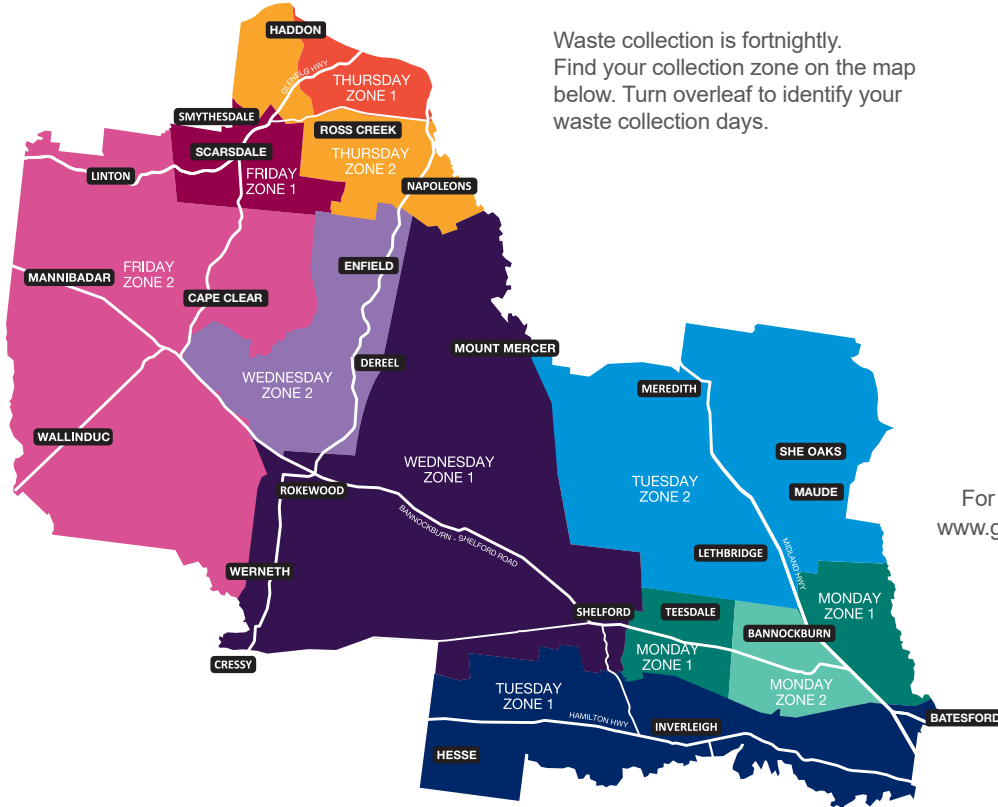 Waste collection is fortnightly.
Find your collection zone on the map
below. Turn overleaf to identify your
waste collection days.
HADDON
GLENELG HWY
THURSDAY
ZONE 1
SMYTHESDALE
ROSS CREEK
SCARSDALE
THURSDAY
ZONE 2
LINTON
FRIDAY
ZONE 1
NAPOLEONS
MANNIBADAR
FRIDAY
ZONE 2
ENFIELD
CAPE CLEAR
MOUNT MERCER
DEREEL
WEDNESDAY
ZONE 2
MEREDITH
WALLINDUC
SHE OAKS
WEDNESDAY
ZONE 1
TUESDAY
ZONE 2
MAUDE
ROKEWOOD
For
www.g
BANNOCKBURN - SHELFORD ROAD
LETHBRIDGE
MIDLAND HWY
WERNETH
MONDAY
ZONE 1
SHELFORD
TEESDALE
BANNOCKBURN
CRESSY
MONDAY
ZONE 1
MONDAY
ZONE 2
TUESDAY
ZONE 1
HAMILTON HWY
INVERLEIGH
BATESFORD
HESSE